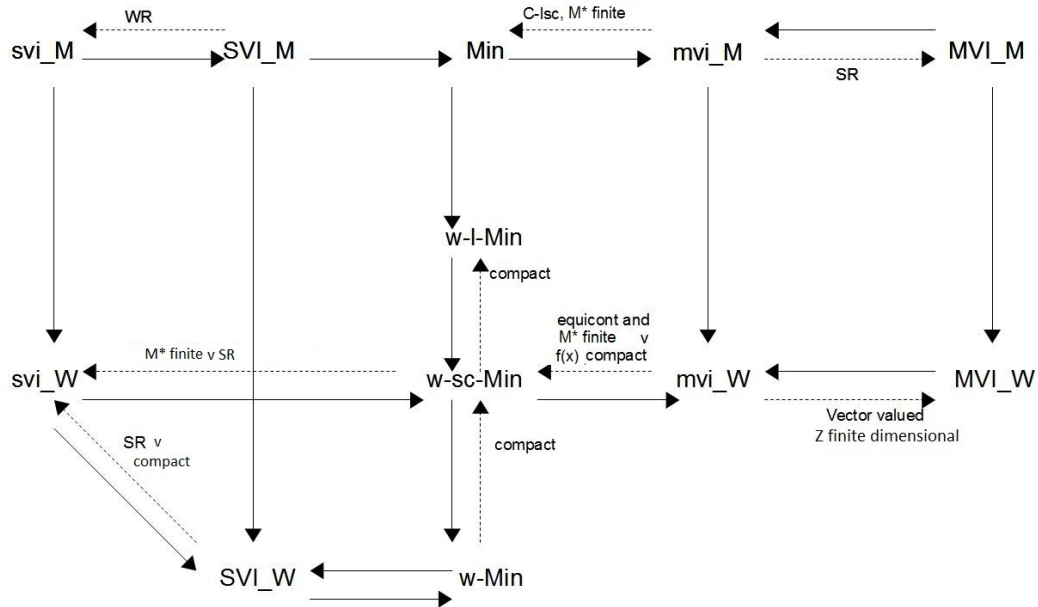 WR
C-lsc, M* finite
svi_M
SVI_M
Min
mvi_M
MVI_M
SR
w-l-Min
compact
equicont and
M* finite v
f(x) compact
M* finite v SR
svi_W
w-sc-Min
mvi_W
MVI_W
Vector valued
Z finite dimensional
SR v
compact
compact
SVI_W
w-Min